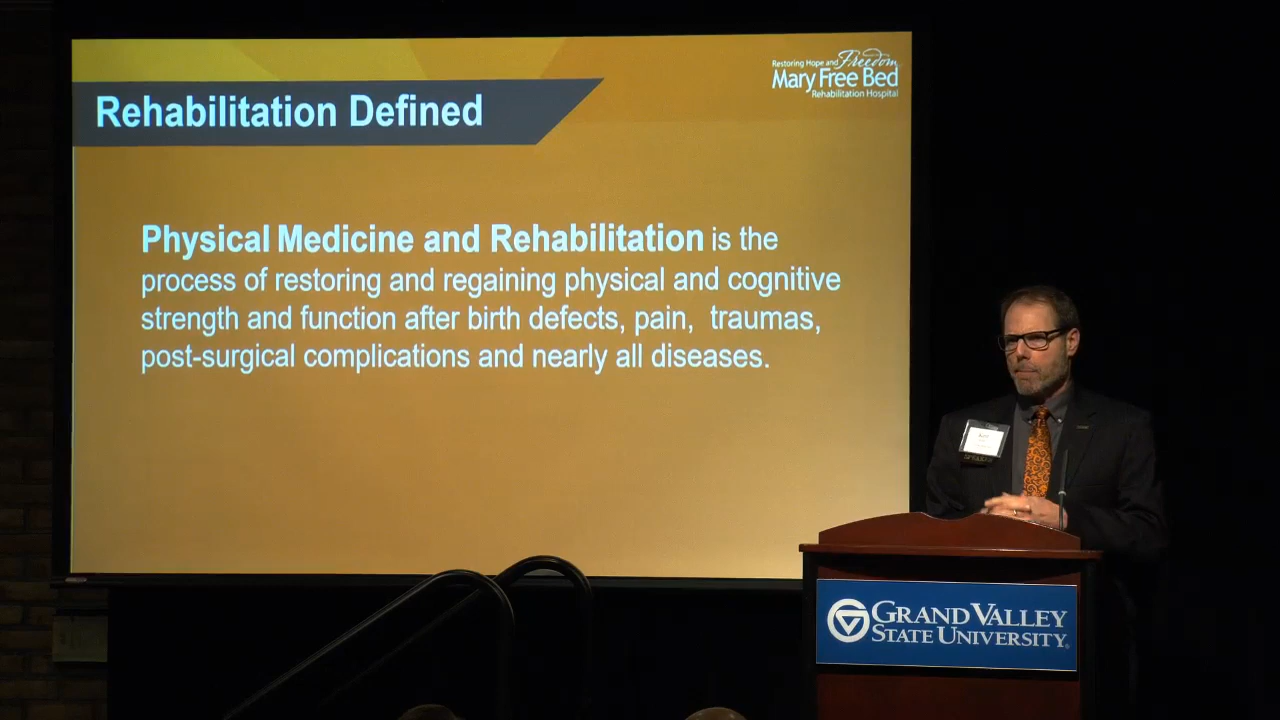 Restoring Hope and Freedom
Mary Free Bed
Rehabilitation Hospital
Rehabilitation Defined
Physical Medicine and Rehabilitation is the
process of restoring and regaining physical and cognitive
strength and function after birth defects, pain, traumas,
post-surgical complications and nearly all diseases.
GRAND VALLEY
STATE UNIVERSITY